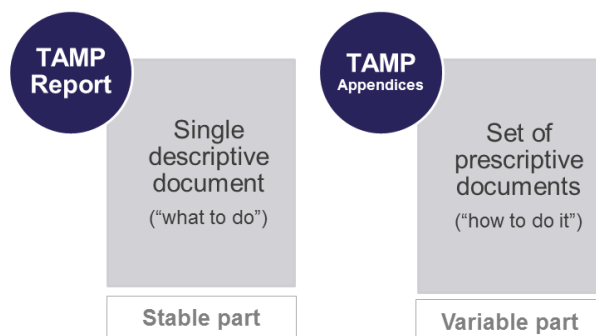 TAMP
Report
Single
descriptive
document
(“what to do”)
Stable part
TAMP
Appendices
Set of
prescriptive
documents
(“how to do it”)
Variable part